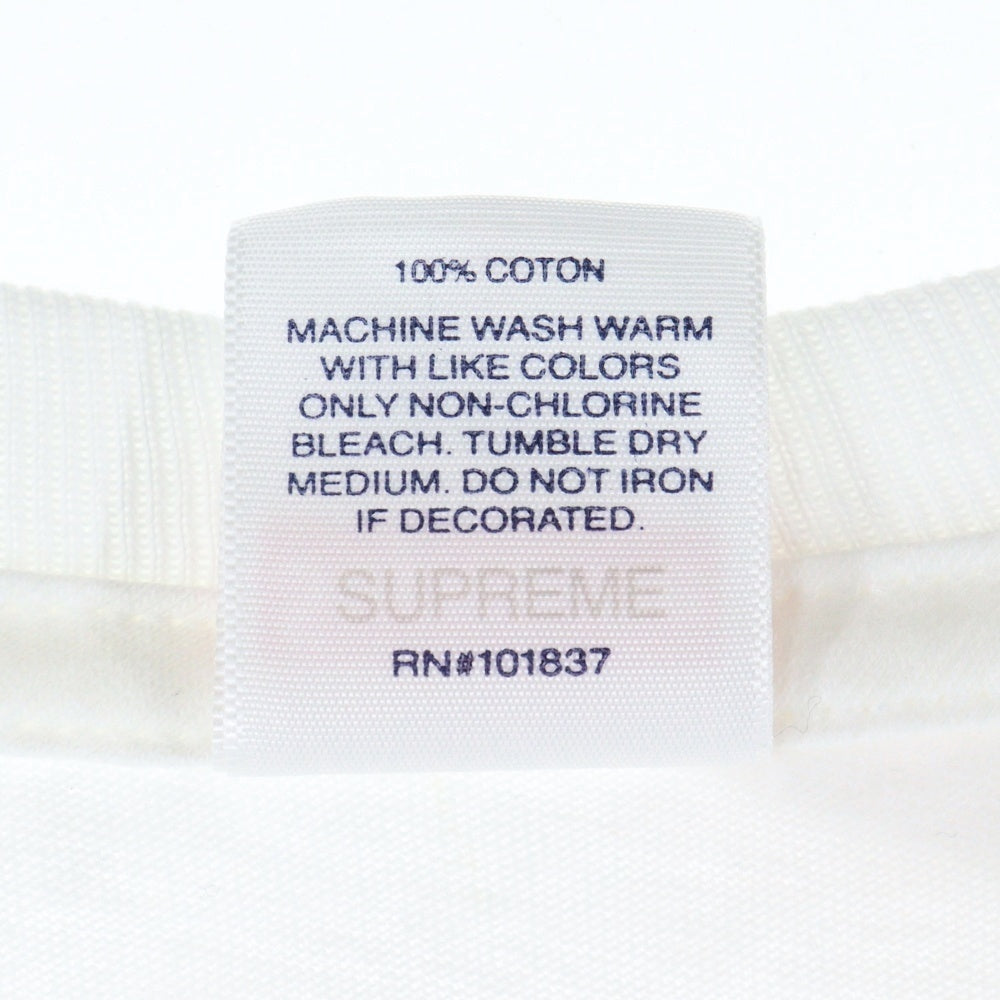 100% COTON
MACHINE WASH WARM
WITH LIKE COLORS
ONLY NON-CHLORINE
BLEACH. TUMBLE DRY
MEDIUM. DO NOT IRON
IF DECORATED.
SUPREME
RN#101837